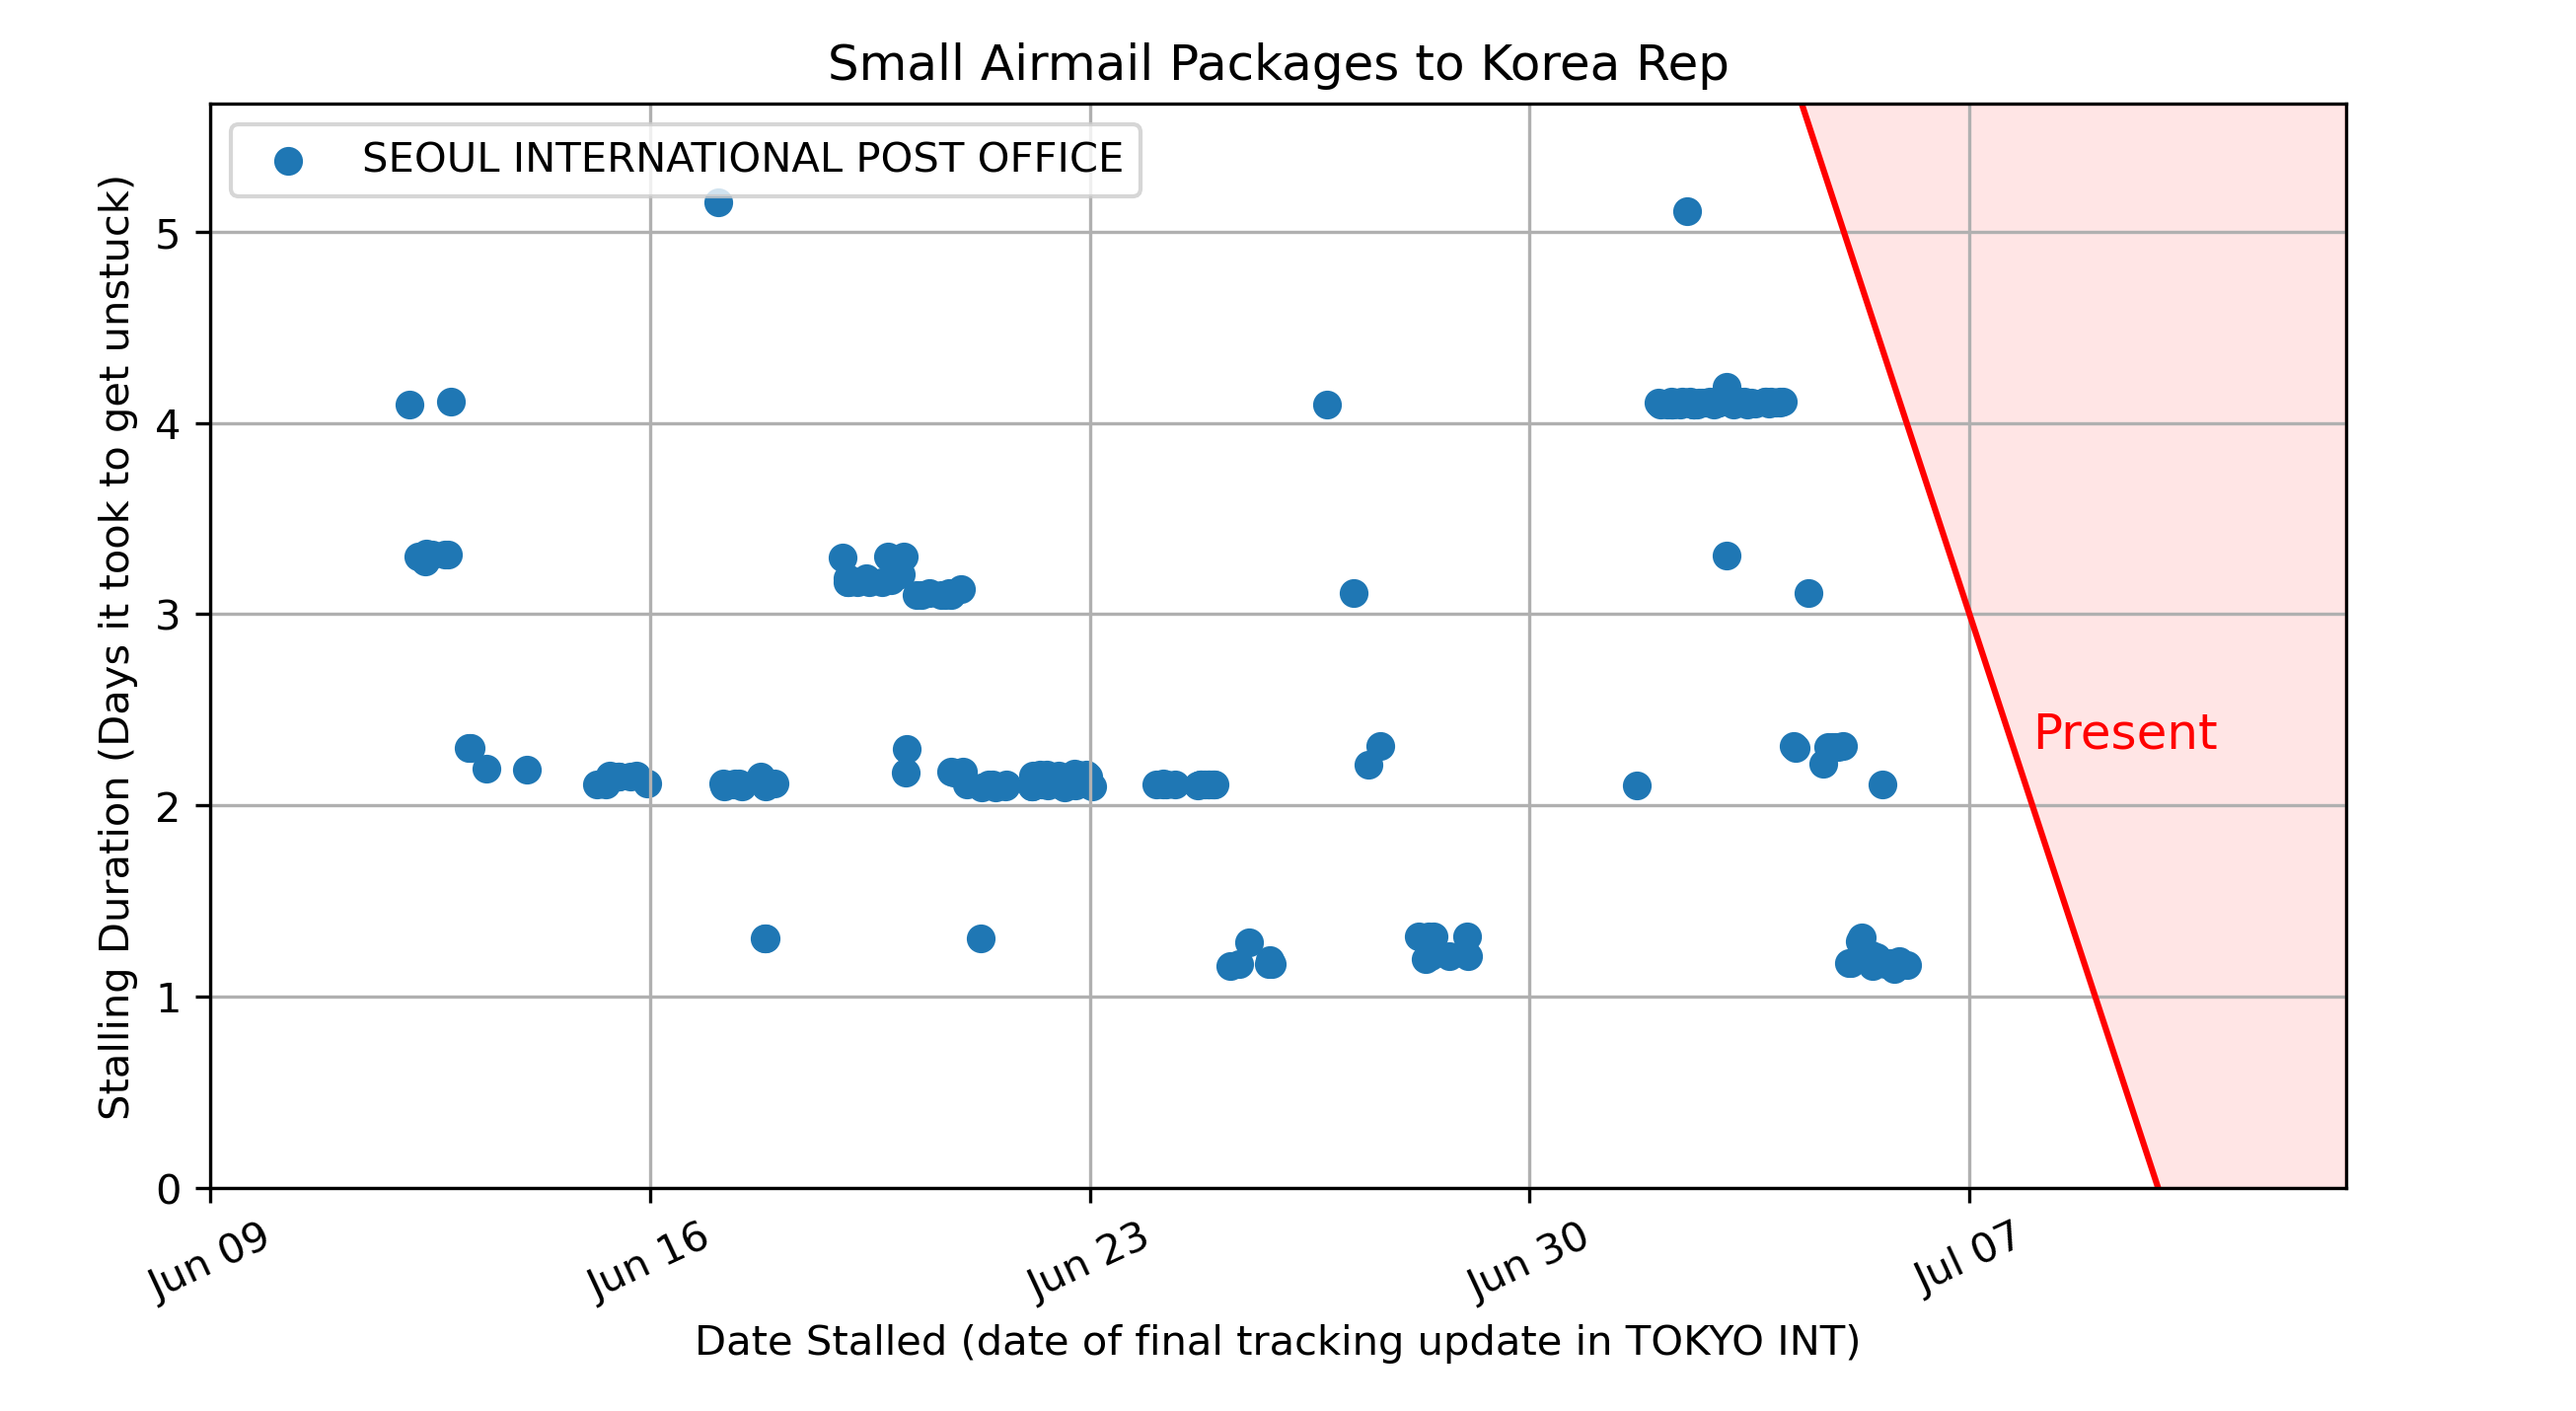 Small Airmail Packages to Korea Rep
SEOUL INTERNATIONAL POST OFFICE
Stalling Duration (Days it took to get unstuck)
5
4
3
2
1
0
Present
Jun 09
Jun 16
Jun 23
Jun 30
Jul 07
Date Stalled (date of final tracking update in TOKYO INT)